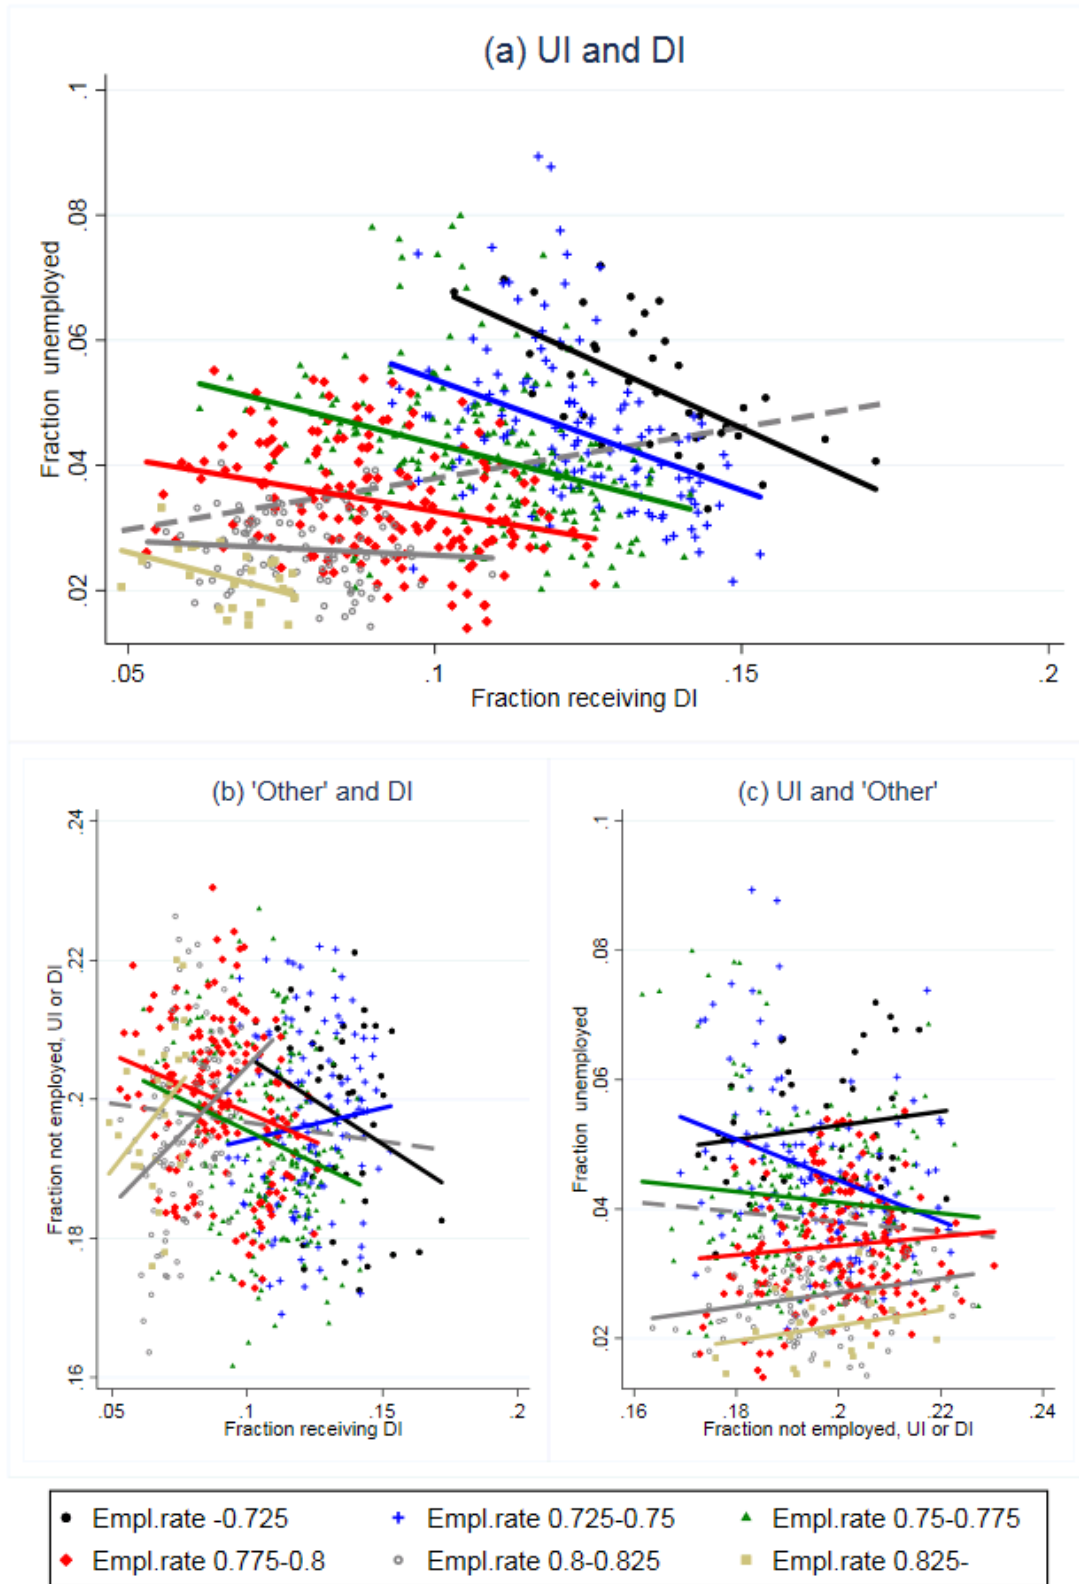 (a) UI and DI
.1
.08
.06
.04
.02
Fraction unemployed
.05 .1 .15 .2
Fraction receiving DI
(b) 'Other' and DI
.24
.22
.2
.18
.16
Fraction not employed, UI or DI
.05 .1 .15 .2
Fraction receiving DI
(c) UI and 'Other'
.1
.08
.06
.04
.02
Fraction unemployed
.16 .18 .2 .22 .24
Fraction not employed, UI or DI
Empl.rate -0.725 Empl.rate 0.725-0.75 Empl.rate 0.75-0.775
Empl.rate 0.775-0.8 Empl.rate 0.8-0.825 Empl.rate 0.825-